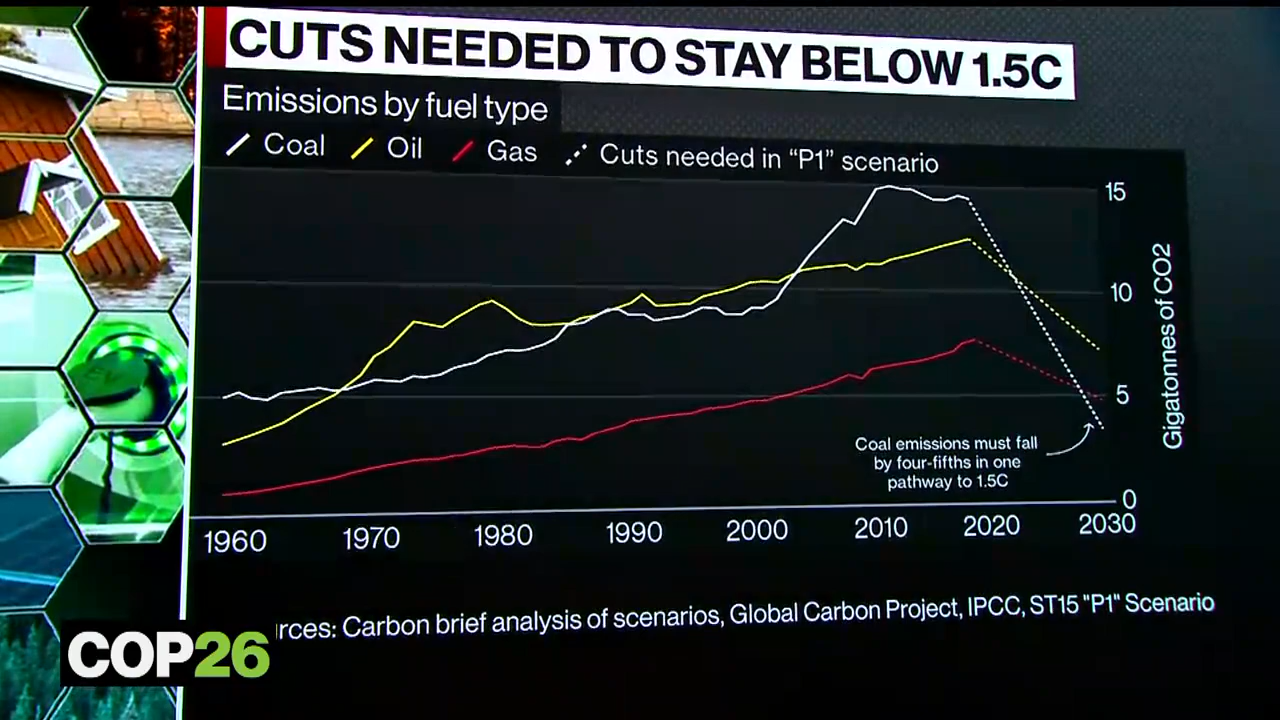 CUTS NEEDED TO STAY BELOW 1.5C
Emissions by fuel type
Coal Oil Gas Cuts needed in “P1” scenario
15
10
5
0
Gigatonnes of CO2
Coal emissions must fall
by four-fifths in one
pathway to 1.5C
1960 1970 1980 1990 2000 2010 2020 2030
rces: Carbon brief analysis of scenarios, Global Carbon Project, IPCC, ST15 "P1" Scenario
COP26